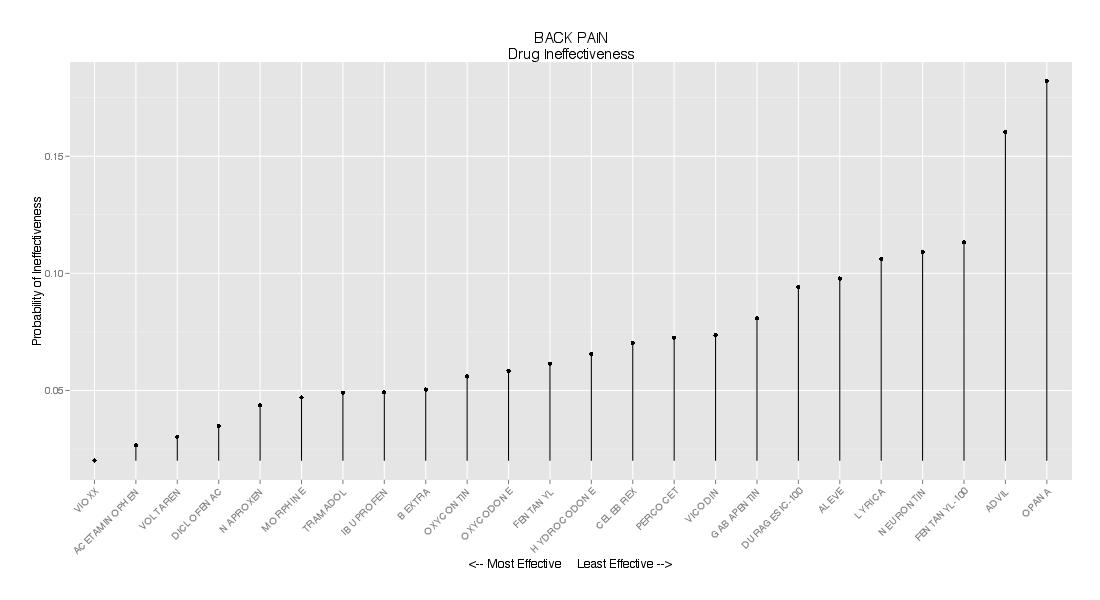 BACK PAIN
Drug Ineffectiveness
Probability of Ineffectiveness
0.15
0.10
0.05
VIOXX
ACETAMINOPHEN
VOLTAREN
DICLOFENAC
NAPROXEN
MORPHINE
TRAMADOL
IBUPROFEN
BEXTRA
OXYCONTIN
OXYCODONE
FENTANYL
HYDROCODONE
CELEBREX
PERCOCET
VICODIN
GABAPENTIN
DURAGESIC-100
ALEVE
LYRICA
NEURONTIN
FENTANYL-100
ADVIL
OPANA
<-- Most Effective Least Effective -->